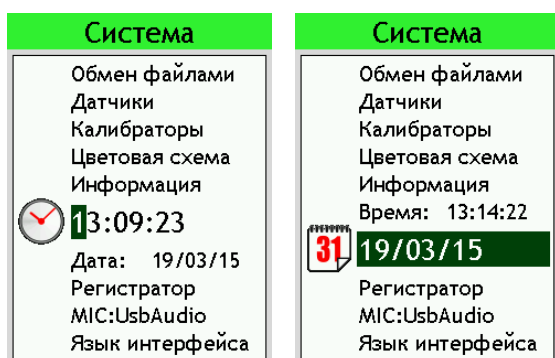 Система
Обмен файлами
Датчики
Калибраторы
Цветовая схема
Информация
13:09:23
Дата: 19/03/15
Регистратор
MIC:UsbAudio
Язык интерфейса
Система
Обмен файлами
Датчики
Калибраторы
Цветовая схема
Информация
Время: 13:14:22
31
19/03/15
Регистратор
MIC:UsbAudio
Язык интерфейса